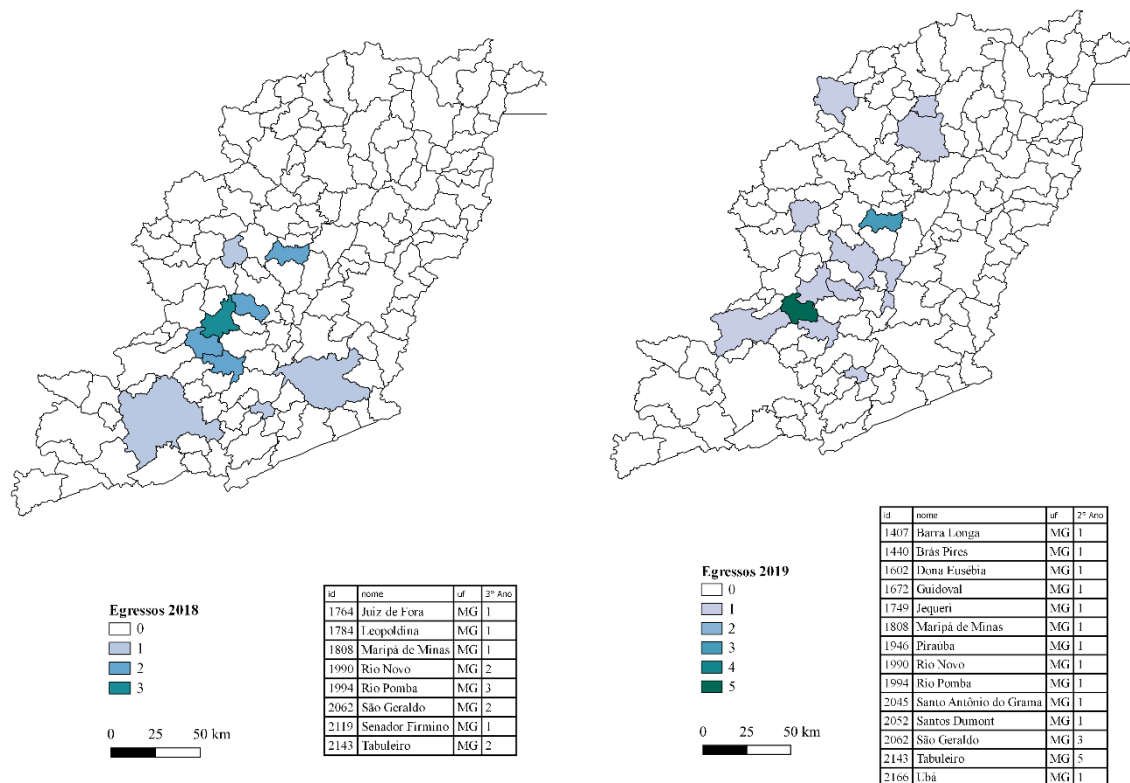 Egressos 2018
0
1
2
3
0 25 50 km
id nome uf 3º Ano
1764 Juiz de Fora MG 1
1784 Leopoldina MG 1
1808 Maripá de Minas MG 1
1990 Rio Novo MG 2
1994 Rio Pomba MG 3
2062 São Geraldo MG 2
2119 Senador Firmino MG 1
2143 Tabuleiro MG 2
Egressos 2019
0
1
2
3
4
5
0 25 50 km
id nome uf 2º Ano
1407 Barra Longa MG 1
1440 Brás Pires MG 1
1602 Dona Eusébia MG 1
1672 Guidoval MG 1
1749 Jequeri MG 1
1808 Maripá de Minas MG 1
1946 Piraúba MG 1
1990 Rio Novo MG 1
1994 Rio Pomba MG 1
2045 Santo Antônio do Grama MG 1
2052 Santos Dumont MG 1
2062 São Geraldo MG 3
2143 Tabuleiro MG 5
2166 Ubá MG 1